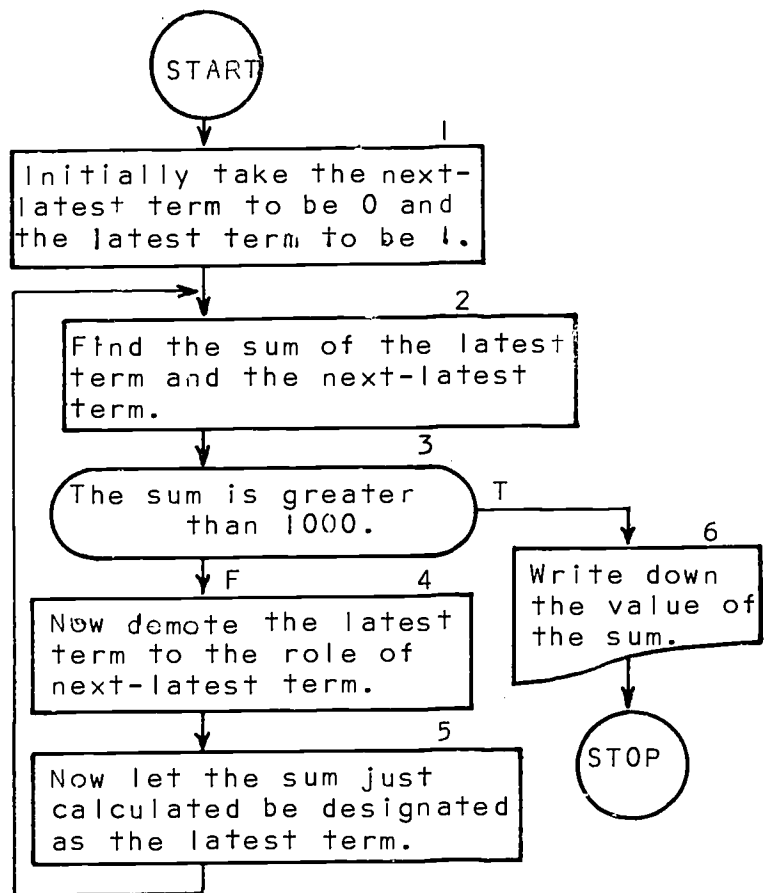 START
1
Initially take the next-
latest term to be 0 and
the latest term to be 1.
2
Find the sum of the latest
term and the next-latest
term.
3
The sum is greater
than 1000.
T
F
4
Now demote the latest
term to the role of
next-latest term.
5
Now let the sum just
calculated be designated
as the latest term.
6
Write down
the value of
the sum.
STOP